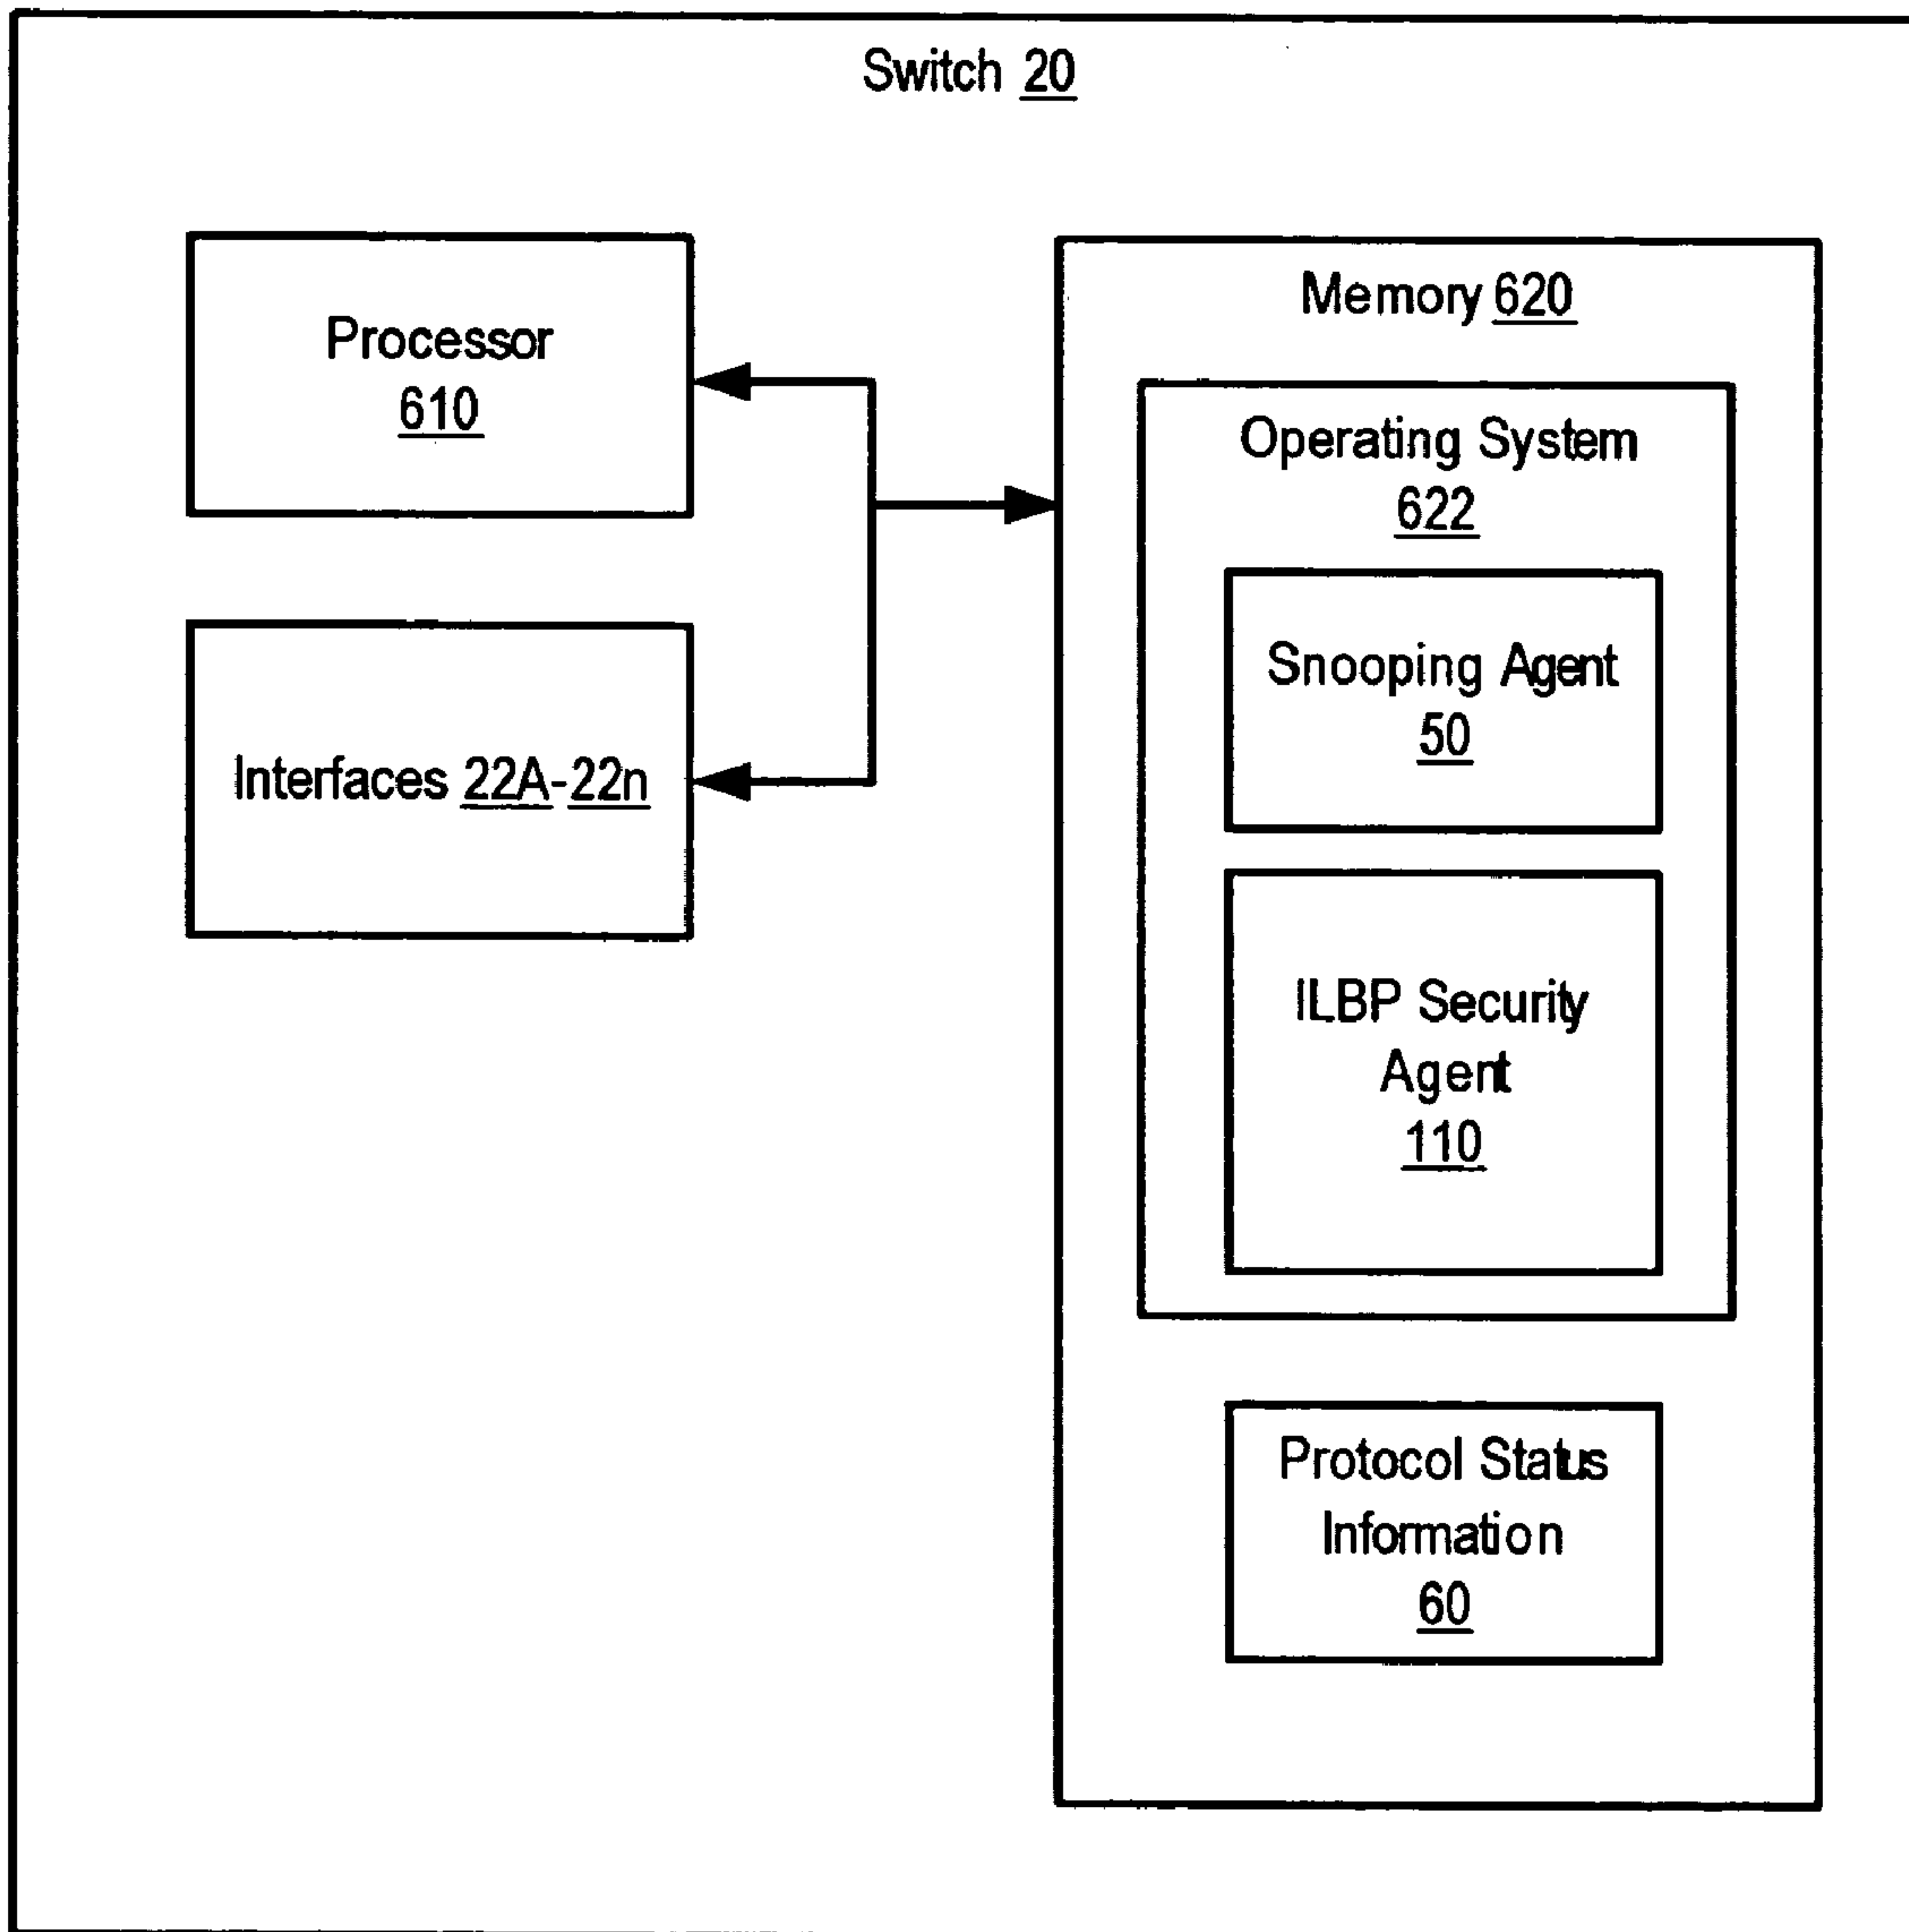 Switch 20
Processor
610
Interfaces 22A-22n
Memory 620
Operating System
622
Snooping Agent
50
ILBP Security
Agent
110
Protocol Status
Information
60